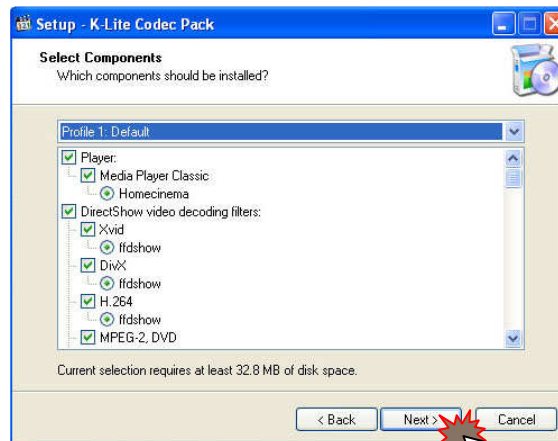 Setup - K-Lite Codec Pack
Select Components
Which components should be installed?
Profile 1: Default
Player:
Media Player Classic
Homecinema
DirectShow video decoding filters:
Xvid
ffdshow
DivX
ffdshow
H.264
ffdshow
MPEG-2, DVD
Current selection requires at least 32.8 MB of disk space.
< Back Next > Cancel